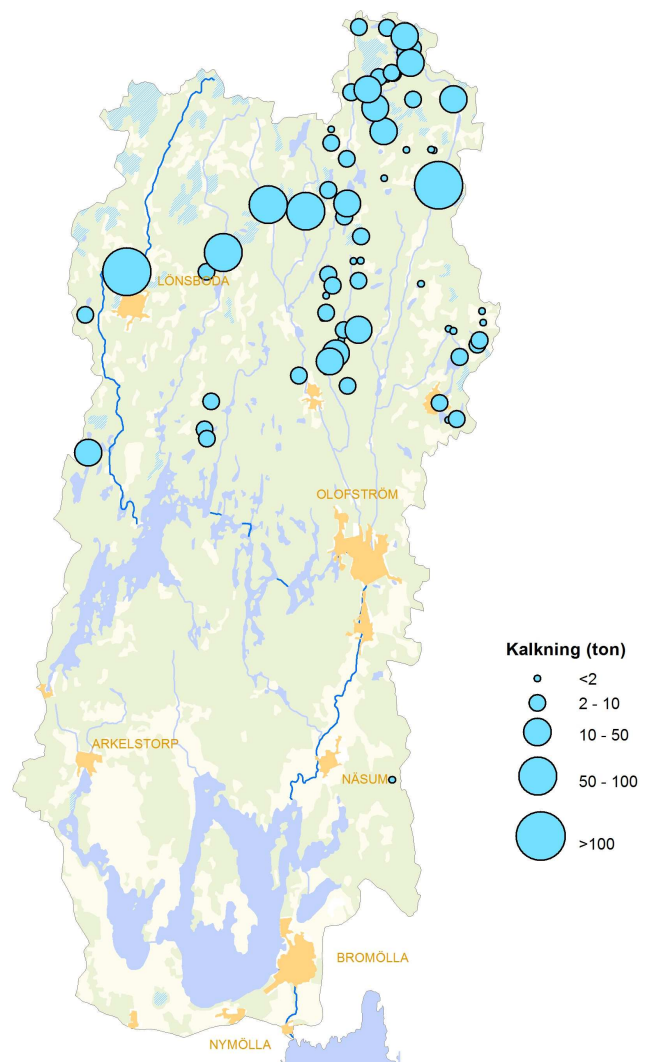 LÖNSBODA
OLOFSTRÖM
Kalkning (ton)
<2
2 - 10
10 - 50
50 - 100
>100
ARKELSTORP
NÄSUM
BROMÖLLA
NYMÖLLA